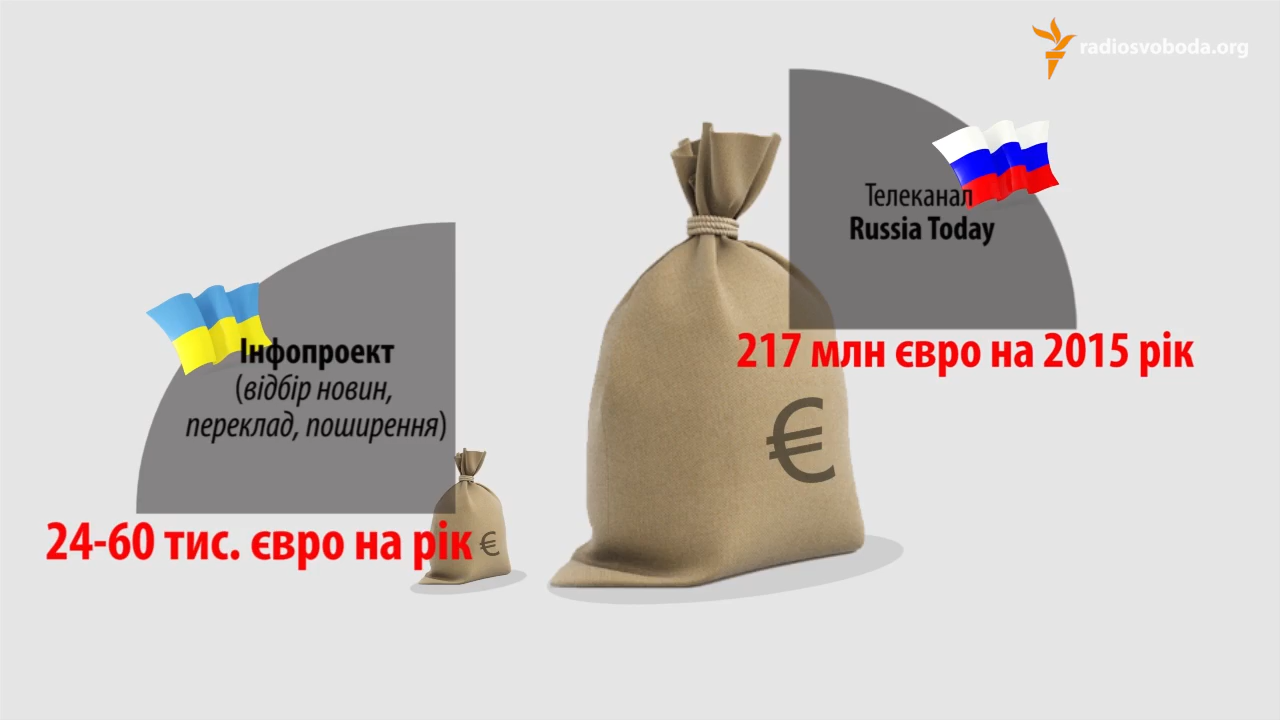 radiosvoboda.org
Телеканал
Russia Today
217 млн євро на 2015 рік
€
Інфопроект
(відбір новин,
переклад, поширення)
24-60 тис. євро на рік
€